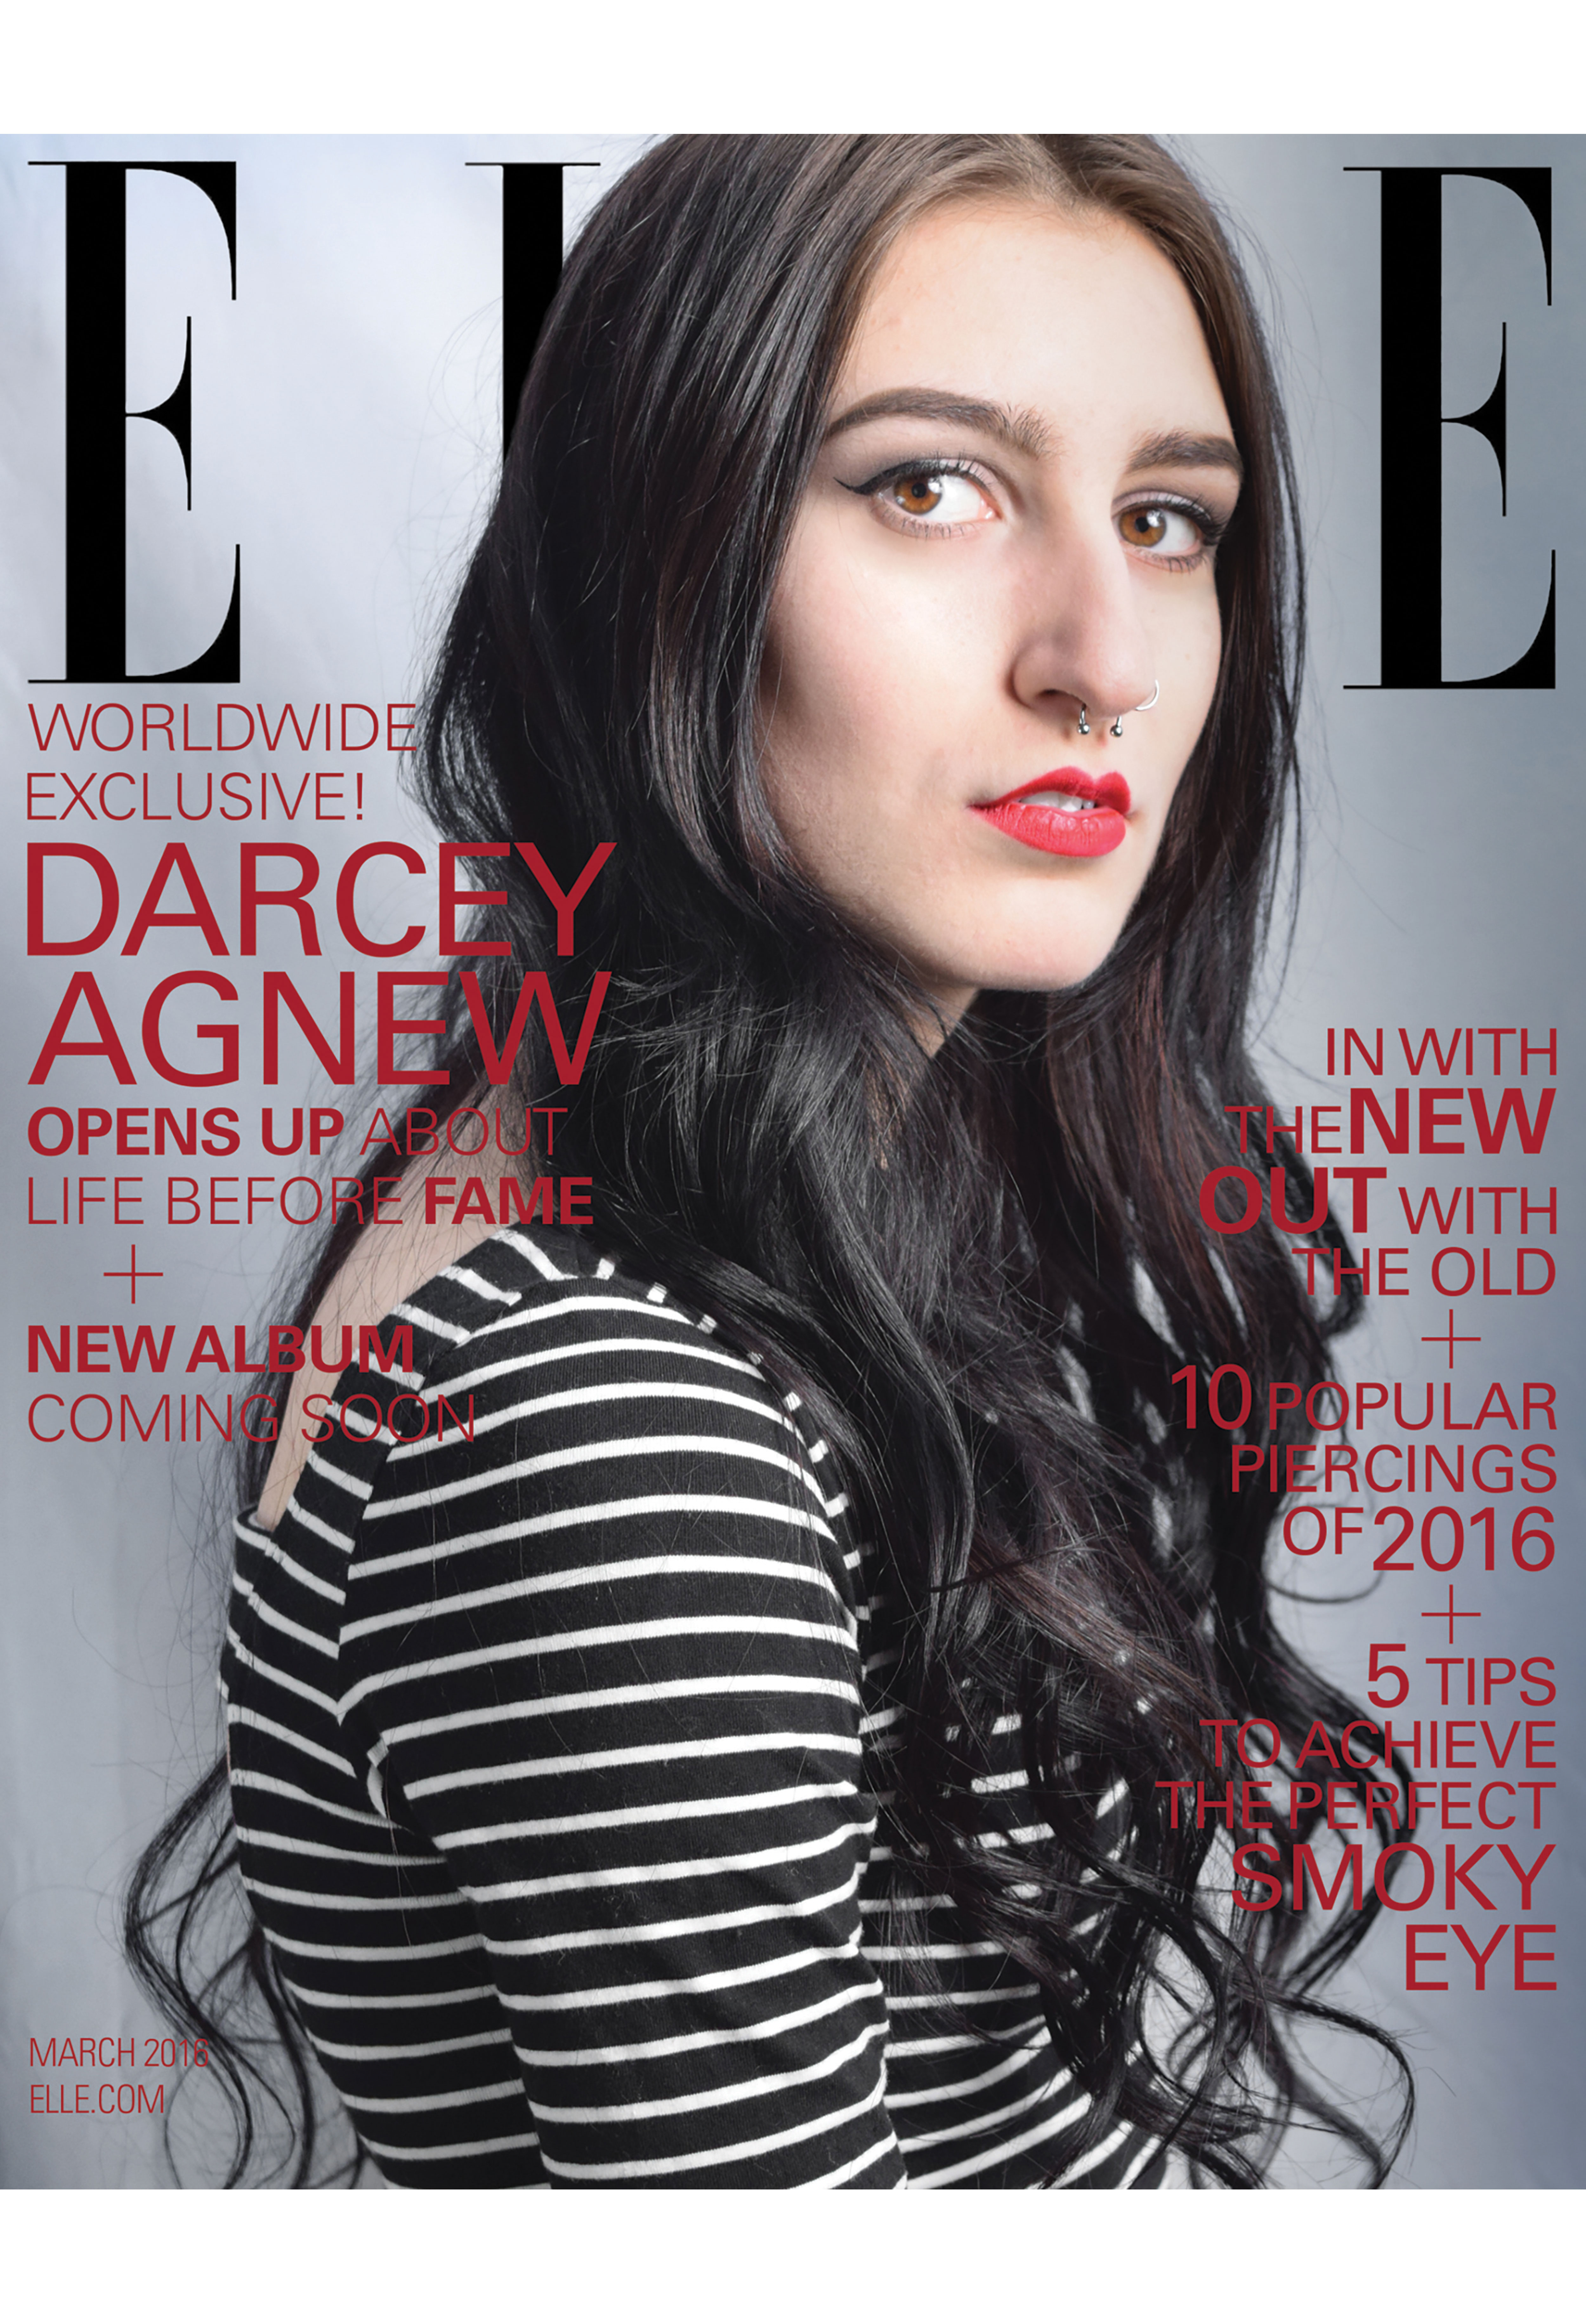 ELLE
WORLDWIDE
EXCLUSIVE!
DARCEY
AGNEW
OPENS UP ABOUT
LIFE BEFORE FAME
+
NEW ALBUM
COMING SOON
IN WITH
THE NEW
OUT WITH
THE OLD
+
10 POPULAR
PIERCINGS
OF 2016
+
5 TIPS
TO ACHIEVE
THE PERFECT
SMOKY
EYE
MARCH 2016
ELLE.COM